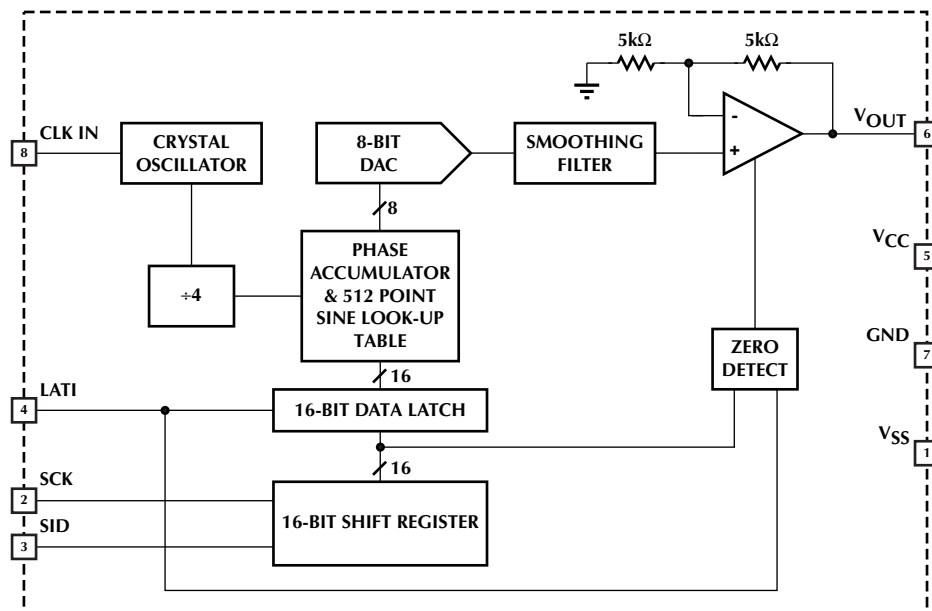 5kΩ 5kΩ
CLK IN
8
CRYSTAL
OSCILLATOR
8-BIT
DAC
SMOOTHING
FILTER
-
+
VOUT
6
8
VCC
5
÷4
PHASE
ACCUMULATOR
& 512 POINT
SINE LOOK-UP
TABLE
GND
7
ZERO
DETECT
16
LATI
4
16-BIT DATA LATCH
VSS
1
16
SCK
2
16-BIT SHIFT REGISTER
SID
3